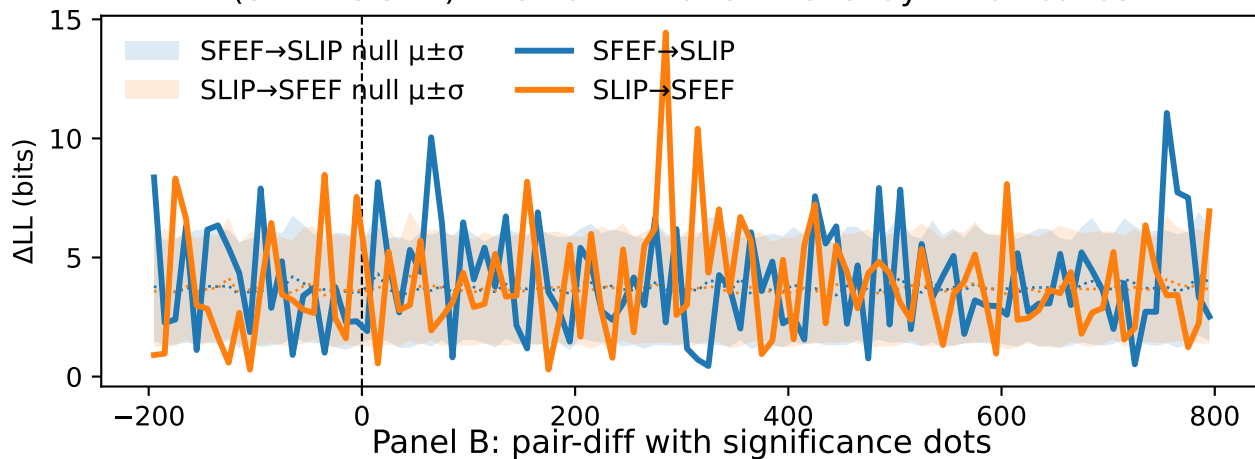 15
SFEF→SLIP null μ±σ
SFEF→SLIP
SLIP→SFEF null μ±σ
SLIP→SFEF
10
5
0
ΔLL (bits)
−200
0
200
400
600
800
Panel B: pair-diff with significance dots